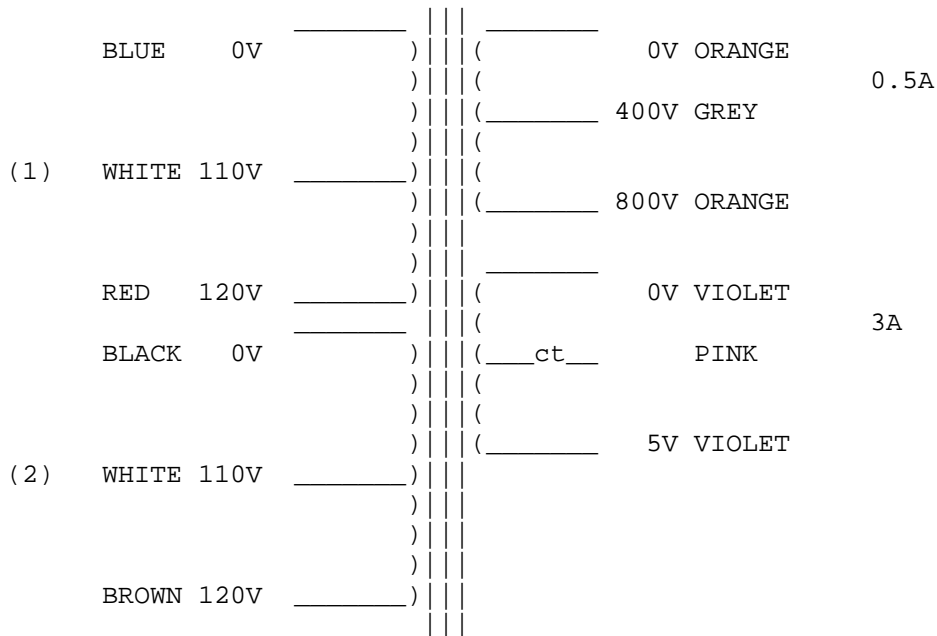 BLUE 0V 0V ORANGE
0.5A
400V GREY
(1) WHITE 110V
800V ORANGE
RED 120V 0V VIOLET
3A
BLACK 0V ct PINK
5V VIOLET
(2) WHITE 110V
BROWN 120V